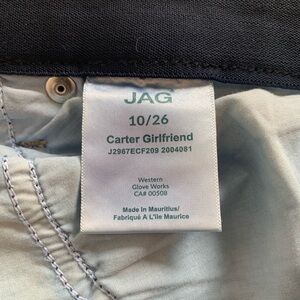 JAG
10/26
Carter Girlfriend
J2967ECF209 2004081
Western
Glove Works
CA# 00508
Made in Mauritius/
Fabriqué A L'île Maurice